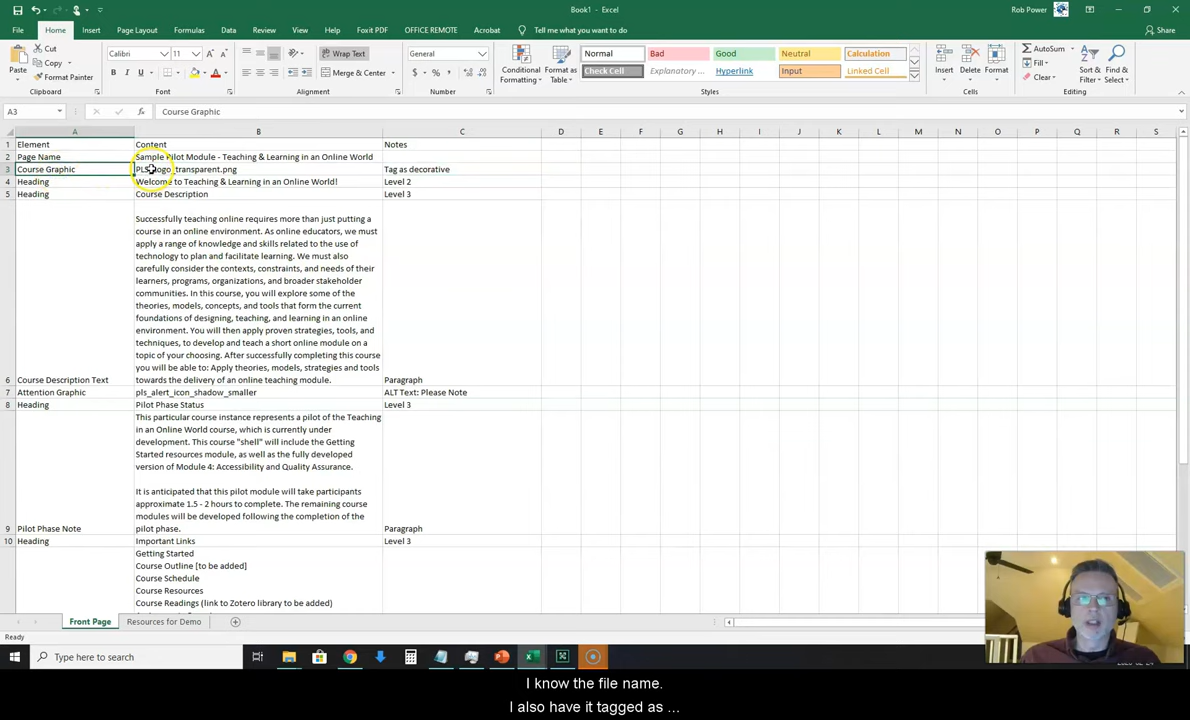 Book1 - Excel
Rob Power
File Home Insert Page Layout Formulas Data Review View Help Foxit PDF OFFICE REMOTE Acrobat Tell me what you want to do Share
Paste
Cut
Copy
Format Painter
Clipboard
Calibri 11
B I U
Font
Wrap Text
Merge & Center
Alignment
General
$ % ,
Number
Conditional Formatting
Format as Table
Normal Bad Good Neutral Calculation
Check Cell Explanatory ... Hyperlink Input Linked Cell
Styles
Insert Delete Format
Cells
AutoSum
Fill
Clear
Sort & Filter
Find & Select
Editing
A3 fx Course Graphic
A B C D E F G H I J K L M N O P Q R S
1 Element Content Notes
2 Page Name Sample Pilot Module - Teaching & Learning in an Online World
3 Course Graphic transparent.png Tag as decorative
4 Heading Welcome to Teaching & Learning in an Online World! Level 2
5 Heading Course Description Level 3
Successfully teaching online requires more than just putting a
course in an online environment. As online educators, we must
apply a range of knowledge and skills related to the use of
technology to plan and facilitate learning. We must also
carefully consider the contexts, constraints, and needs of their
learners, programs, organizations, and broader stakeholder
communities. In this course, you will explore some of the
theories, models, concepts, and tools that form the current
foundations of designing, teaching, and learning in an online
environment. You will then apply proven strategies, tools, and
techniques, to develop and teach a short online module on a
topic of your choosing. After successfully completing this course
you will be able to: Apply theories, models, strategies and tools
6 Course Description Text towards the delivery of an online teaching module. Paragraph
7 Attention Graphic pls_alert_icon_shadow_smaller ALT Text: Please Note
8 Heading Pilot Phase Status Level 3
This particular course instance represents a pilot of the Teaching
in an Online World course, which is currently under
development. This course "shell" will include the Getting
Started resources module, as well as the fully developed
version of Module 4: Accessibility and Quality Assurance.
It is anticipated that this pilot module will take participants
approximate 1.5 - 2 hours to complete. The remaining course
modules will be developed following the completion of the
9 Pilot Phase Note pilot phase. Paragraph
10 Heading Important Links Level 3
Getting Started
Course Outline [to be added]
Course Schedule
Course Resources
Course Readings (link to Zotero library to be added)
Front Page Resources for Demo
Ready
Type here to search
I know the file name.
I also have it tagged as ...